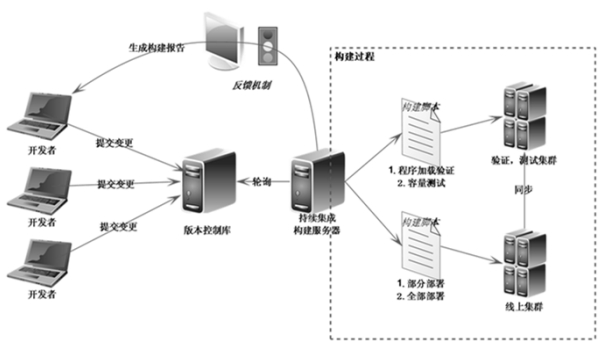 生成构建报告
反馈机制
构建过程
开发者
提交变更
开发者
提交变更
开发者
提交变更
版本控制库
轮询
持续集成
构建服务器
构建脚本
1.程序加载验证
2.容量测试
验证，测试集群
同步
构建脚本
1.部分部署
2.全部部署
线上集群